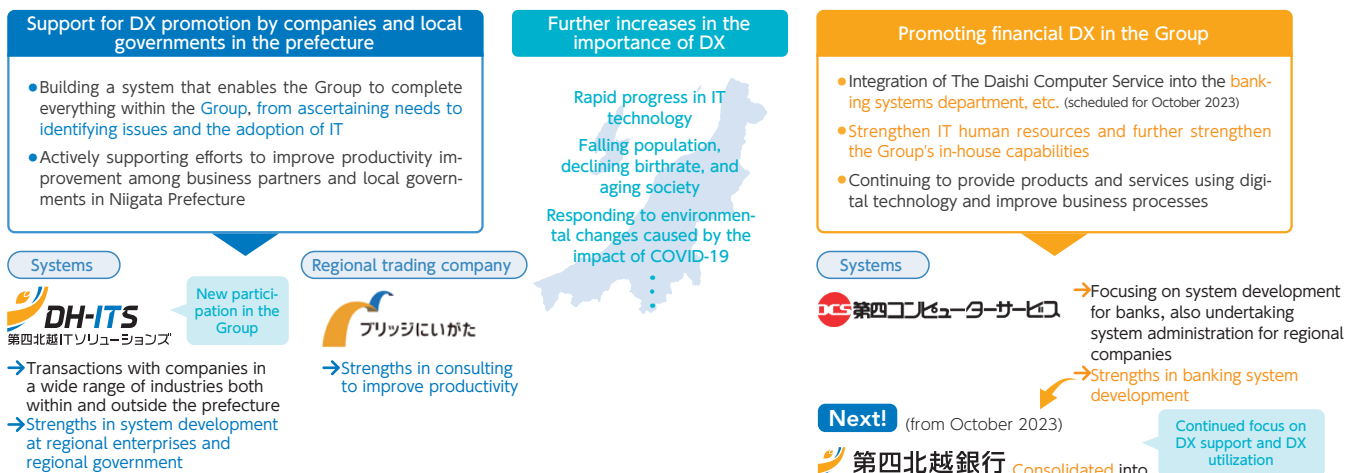 Support for DX promotion by companies and local
governments in the prefecture
●Building a system that enables the Group to complete
everything within the Group, from ascertaining needs to
identifying issues and the adoption of IT
●Actively supporting efforts to improve productivity im-
provement among business partners and local govern-
ments in Niigata Prefecture
Systems
DH-ITS
第四北越ITソリューションズ
New partici-
pation in the
Group
→Transactions with companies in
a wide range of industries both
within and outside the prefecture
→Strengths in system development
at regional enterprises and
regional government
Regional trading company
ブリッジにいがた
→Strengths in consulting
to improve productivity
Further increases in the
importance of DX
Rapid progress in IT
technology
Falling population,
declining birthrate, and
aging society
Responding to environmen-
tal changes caused by the
impact of COVID-19
Promoting financial DX in the Group
●Integration of The Daishi Computer Service into the bank-
ing systems department, etc. (scheduled for October 2023)
●Strengthen IT human resources and further strengthen
the Group's in-house capabilities
●Continuing to provide products and services using digi-
tal technology and improve business processes
Systems
DCS第四コンピューターサービス
→Focusing on system development
for banks, also undertaking
system administration for regional
companies
→Strengths in banking system
development
Next! (from October 2023)
第四北越銀行 Consolidated into
Continued focus on
DX support and DX
utilization